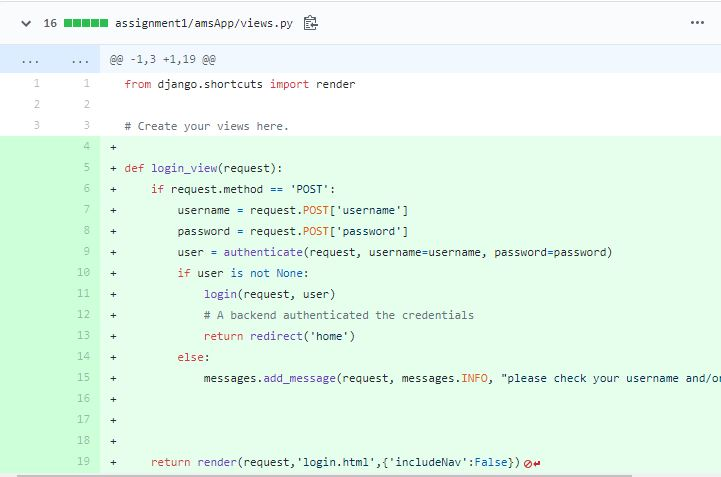 16 assignment1/amsApp/views.py ...
... ... @@ -1,3 +1,19 @@
1 1 from django.shortcuts import render
2 2
3 3 # Create your views here.
4 +
5 + def login_view(request):
6 +     if request.method == 'POST':
7 +         username = request.POST['username']
8 +         password = request.POST['password']
9 +         user = authenticate(request, username=username, password=password)
10 +         if user is not None:
11 +             login(request, user)
12 +             # A backend authenticated the credentials
13 +             return redirect('home')
14 +         else:
15 +             messages.add_message(request, messages.INFO, "please check your username and/or
16 +
17 +
18 +
19 +     return render(request,'login.html',{'includeNav':False})